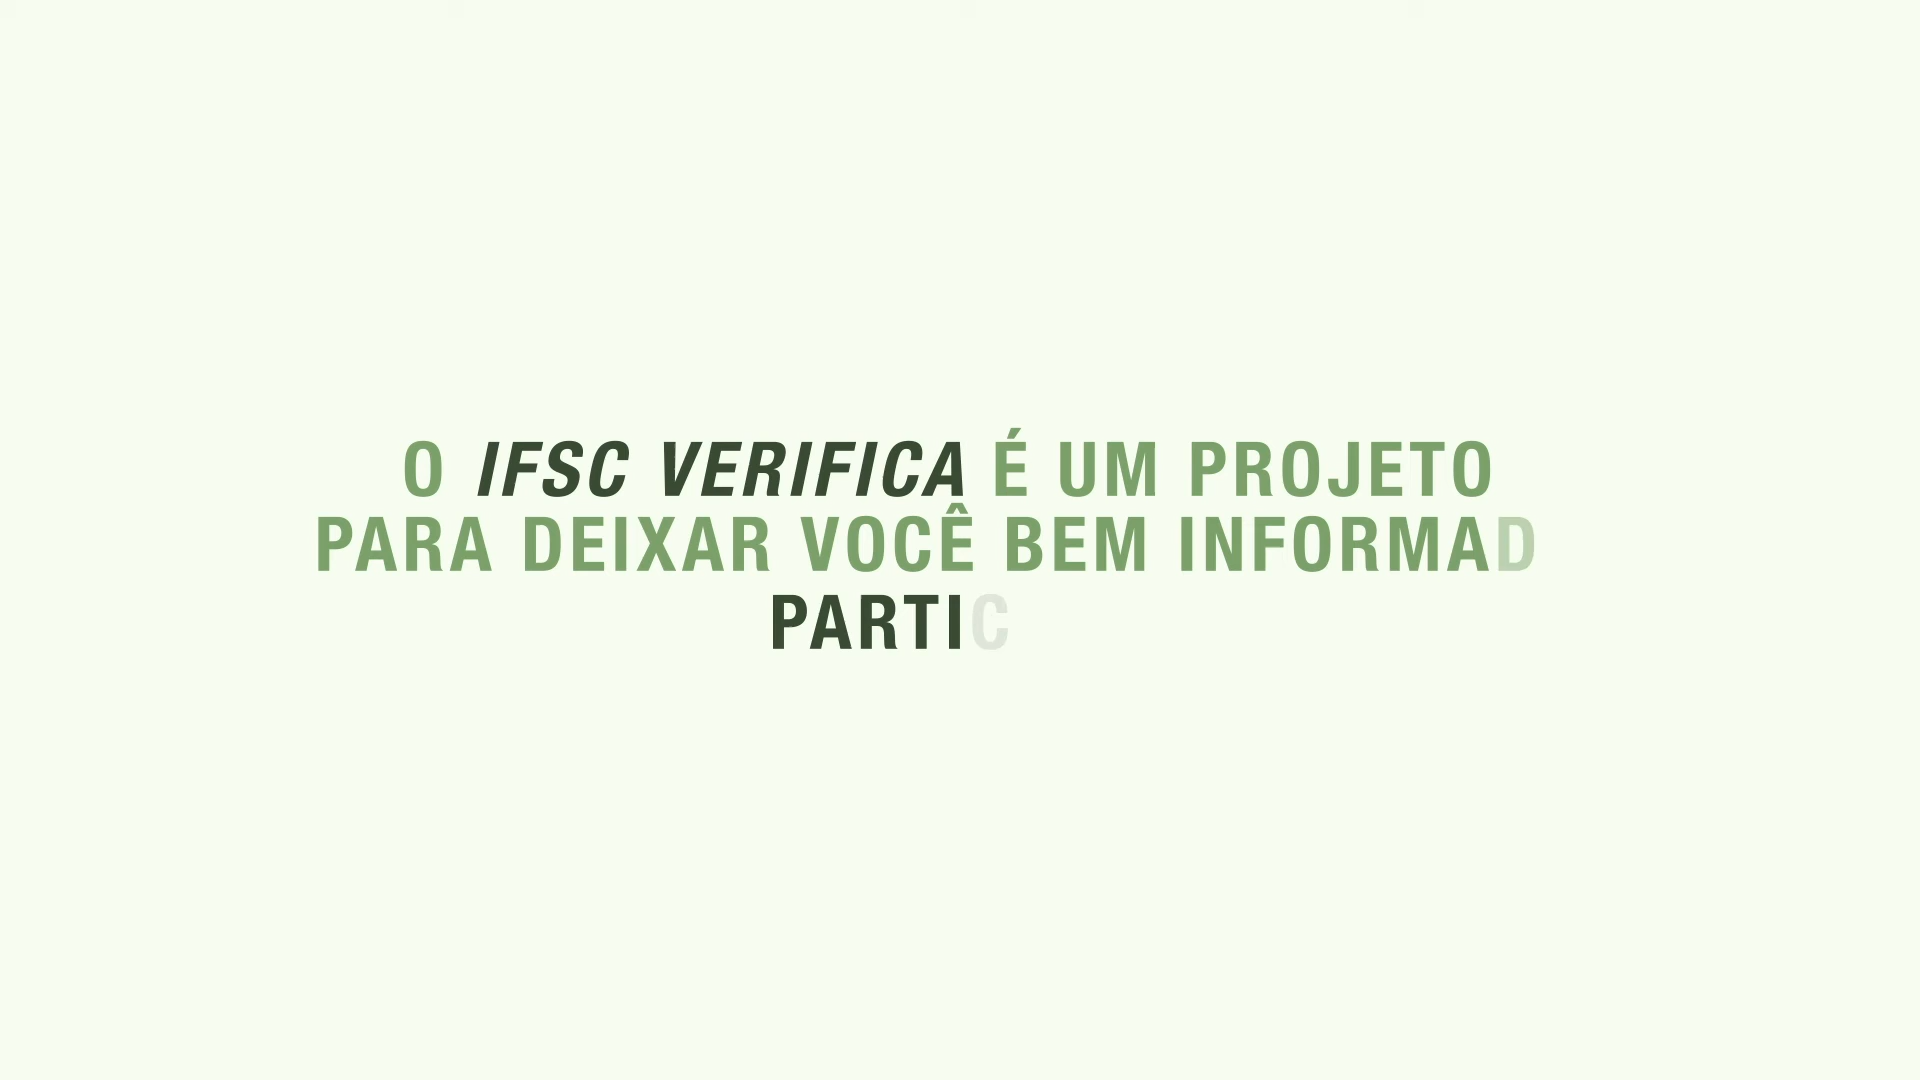 O IFSC VERIFICA É UM PROJETO
PARA DEIXAR VOCÊ BEM INFORMAD
PARTIC